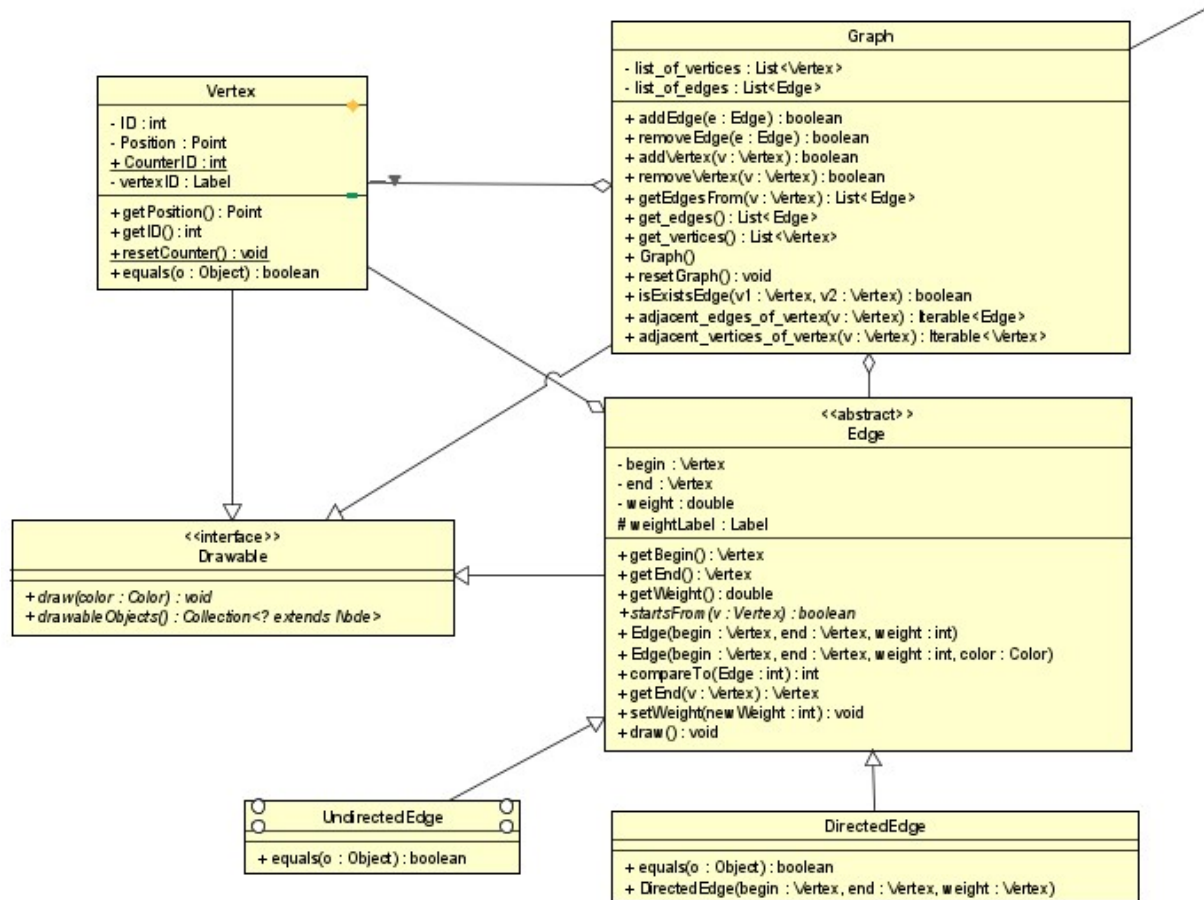 Graph
- list_of_vertices : List<Vertex>
- list_of_edges : List<Edge>
+ addEdge(e : Edge) : boolean
+ removeEdge(e : Edge) : boolean
+ addVertex(v : Vertex) : boolean
+ removeVertex(v : Vertex) : boolean
+ getEdgesFrom(v : Vertex) : List<Edge>
+ get_edges() : List<Edge>
+ get_vertices() : List<Vertex>
+ Graph()
+ resetGraph() : void
+ isExistsEdge(v1 : Vertex, v2 : Vertex) : boolean
+ adjacent_edges_of_vertex(v : Vertex) : Iterable<Edge>
+ adjacent_vertices_of_vertex(v : Vertex) : Iterable<Vertex>
Vertex
- ID : int
- Position : Point
+ CounterID : int
- vertexID : Label
+ getPosition() : Point
+ getID() : int
+ resetCounter() : void
+ equals(o : Object) : boolean
<<abstract>>
Edge
- begin : Vertex
- end : Vertex
- weight : double
# weightLabel : Label
+ getBegin() : Vertex
+ getEnd() : Vertex
+ getWeight() : double
+ startsFrom(v : Vertex) : boolean
+ Edge(begin : Vertex, end : Vertex, weight : int)
+ Edge(begin : Vertex, end : Vertex, weight : int, color : Color)
+ compareTo(Edge : int) : int
+ getEnd(v : Vertex) : Vertex
+ setWeight(newWeight : int) : void
+ draw() : void
<<interface>>
Drawable
+ draw(color : Color) : void
+ drawableObjects() : Collection<? extends Node>
UndirectedEdge
+ equals(o : Object) : boolean
DirectedEdge
+ equals(o : Object) : boolean
+ DirectedEdge(begin : Vertex, end : Vertex, weight : Vertex)